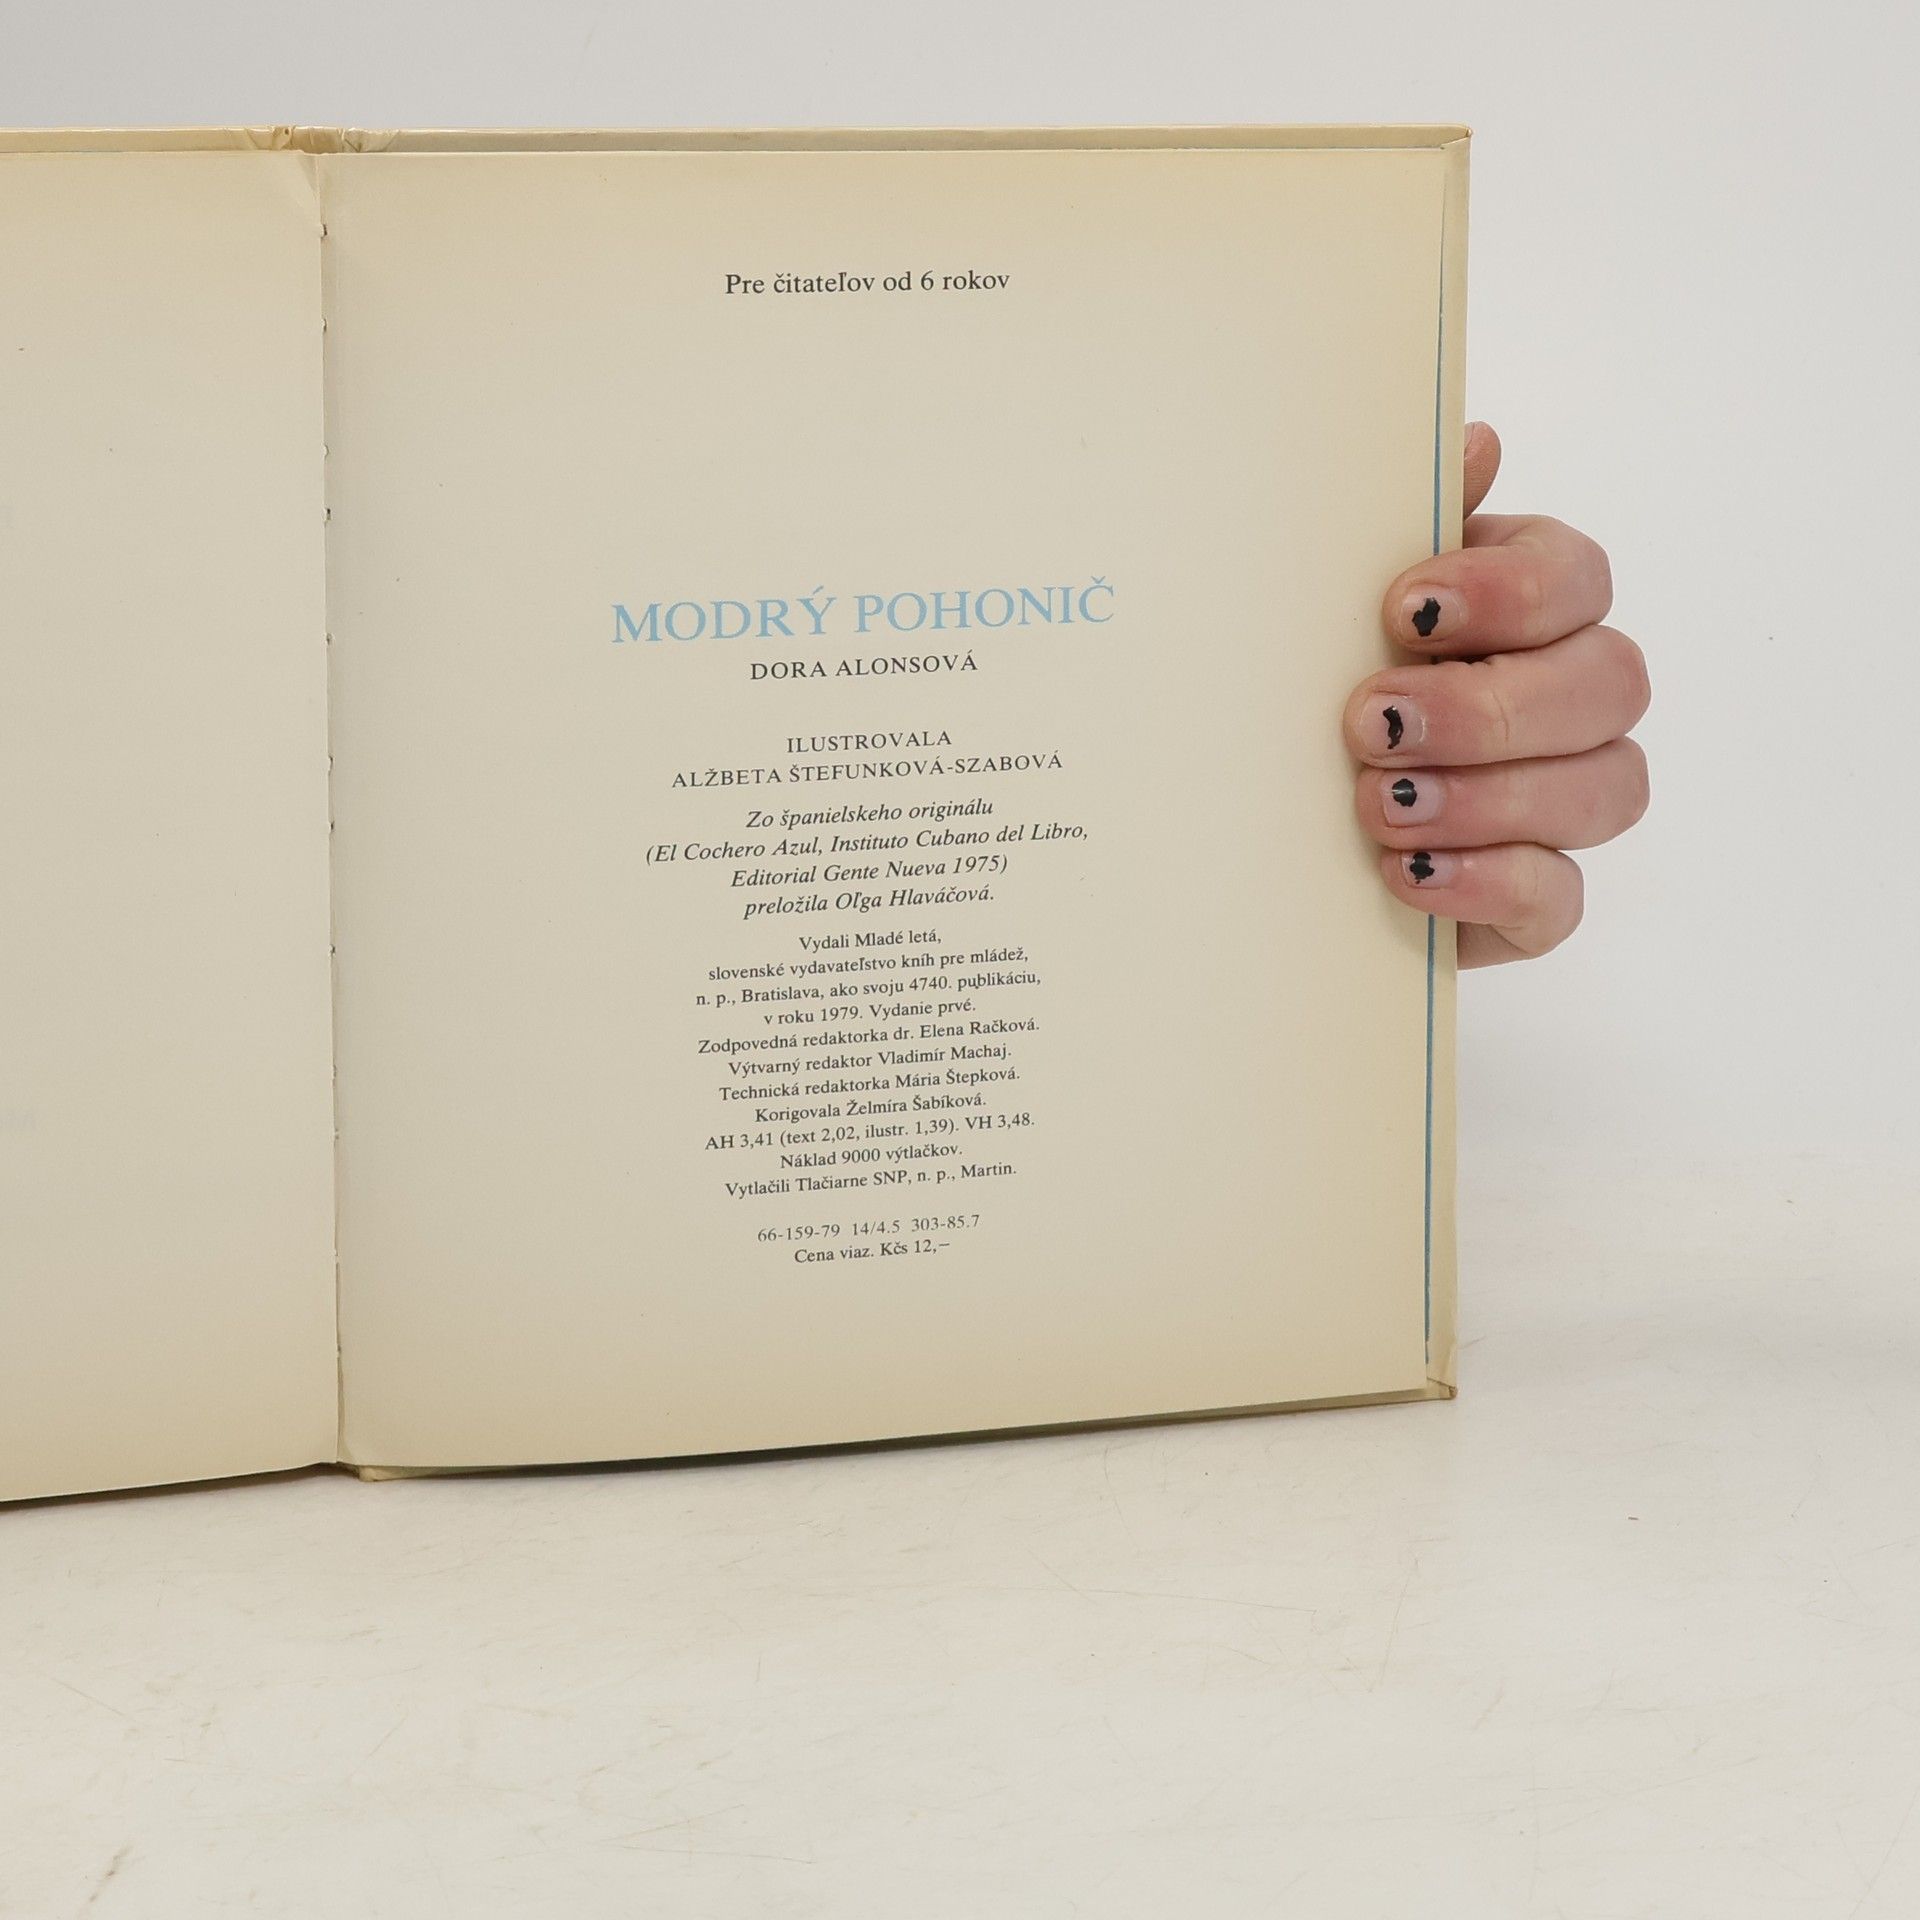 Pre čitateľov od 6 rokov
MODRÝ POHONIČ
DORA ALONSOVÁ
ILUSTROVALA
ALŽBETA ŠTEFUNKOVÁ-SZABOVÁ
Zo španielskeho originálu
(El Cochero Azul, Instituto Cubano del Libro,
Editorial Gente Nueva 1975)
preložila Oľga Hlaváčová.
Vydali Mladé letá,
slovenské vydavateľstvo kníh pre mládež,
n. p., Bratislava, ako svoju 4740. publikáciu,
v roku 1979. Vydanie prvé.
Zodpovedná redaktorka dr. Elena Račková.
Výtvarný redaktor Vladimír Machaj.
Technická redaktorka Mária Štepková.
Korigovala Želmíra Šabíková.
AH 3,41 (text 2,02, ilustr. 1,39). VH 3,48.
Náklad 9000 výtlačkov.
Vytlačili Tlačiarne SNP, n. p., Martin.
66-159-79 14/4.5 303-85.7
Cena viaz. Kčs 12,–